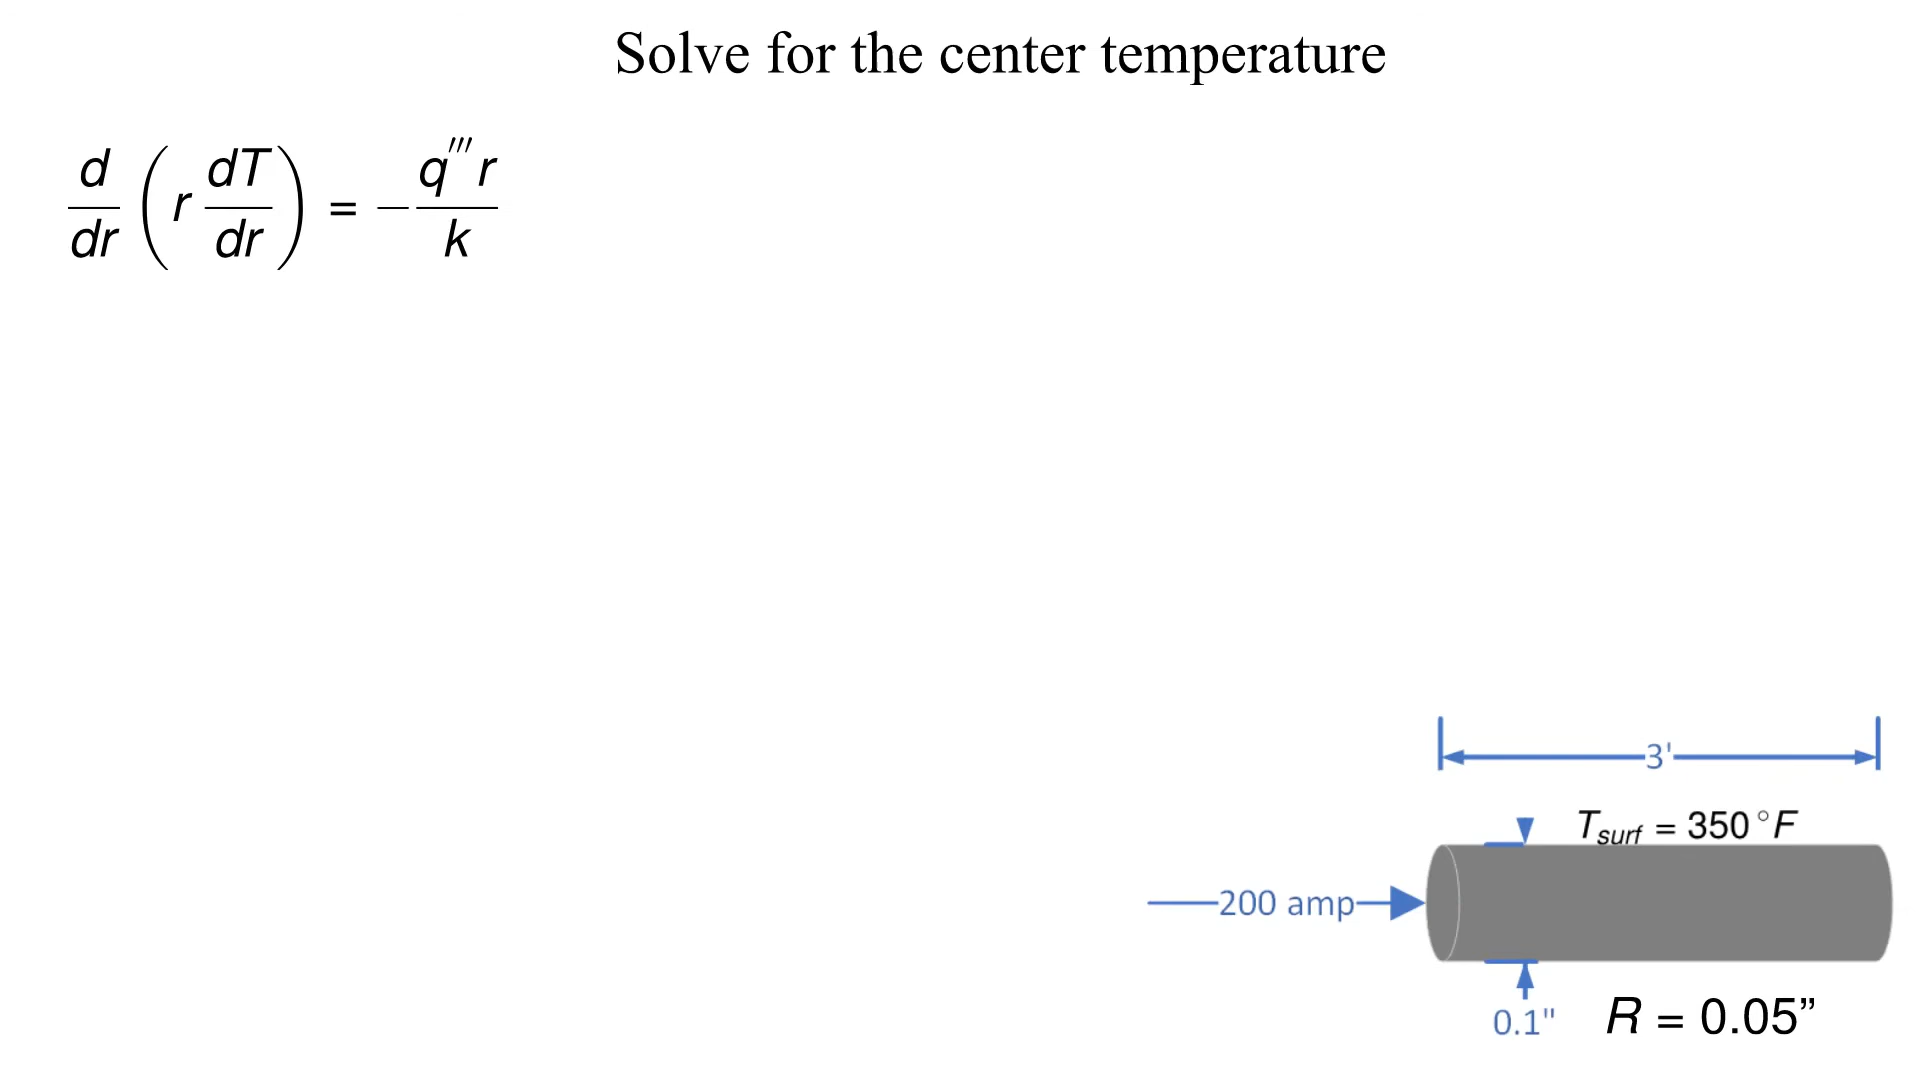 Solve for the center temperature
d/dr (r dT/dr) = −q‴r/k
3'
T_surf = 350 °F
200 amp
0.1"
R = 0.05”